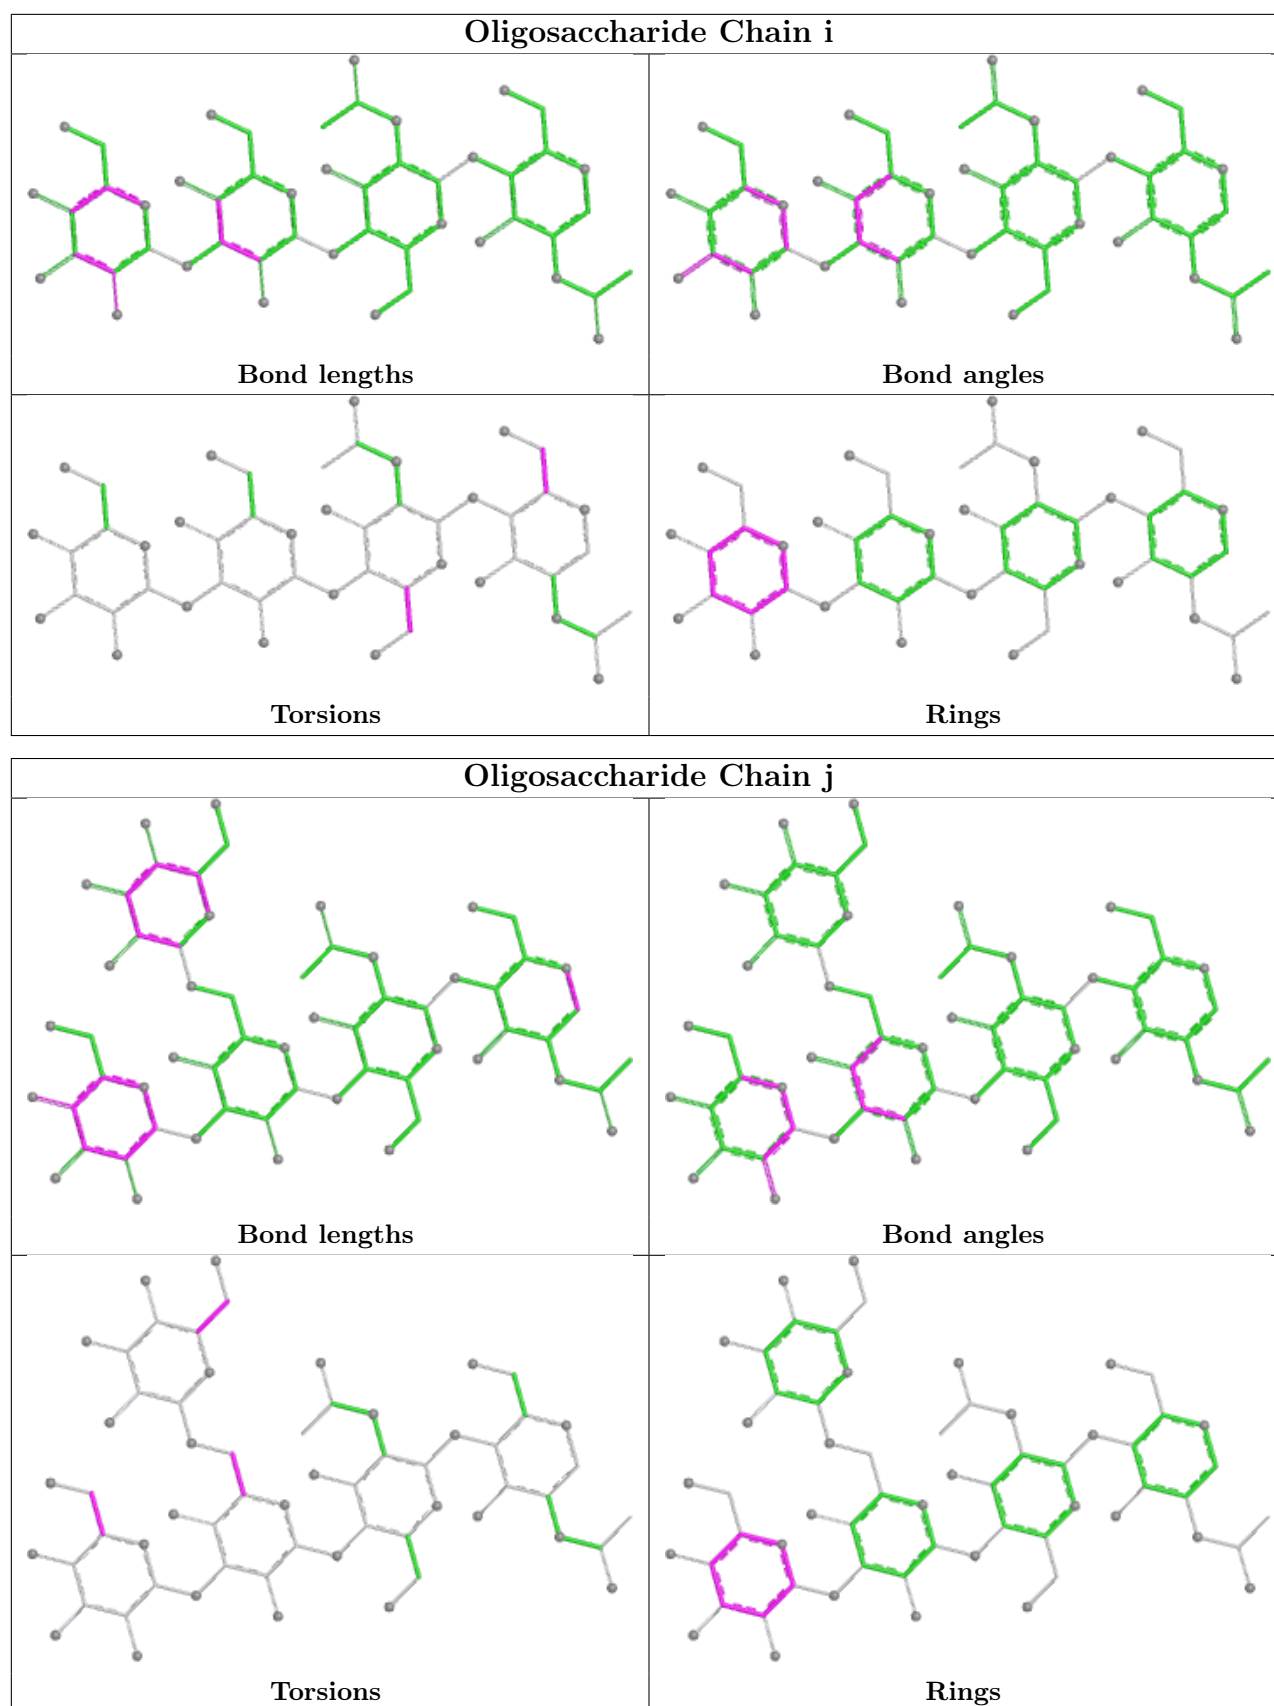 Oligosaccharide Chain i
Bond lengths
Bond angles
Torsions
Rings
Oligosaccharide Chain j
Bond lengths
Bond angles
Torsions
Rings